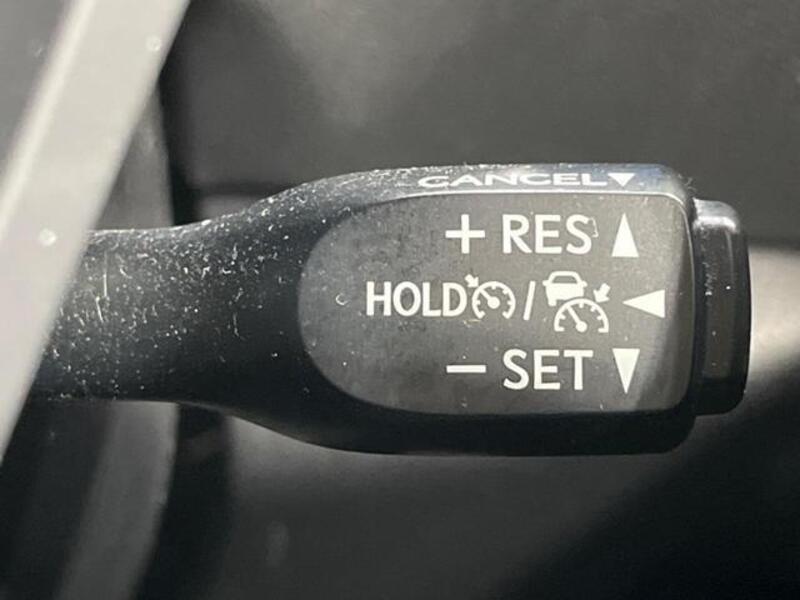 CANCEL▼
+ RES ▲
HOLD / ◀
− SET ▼